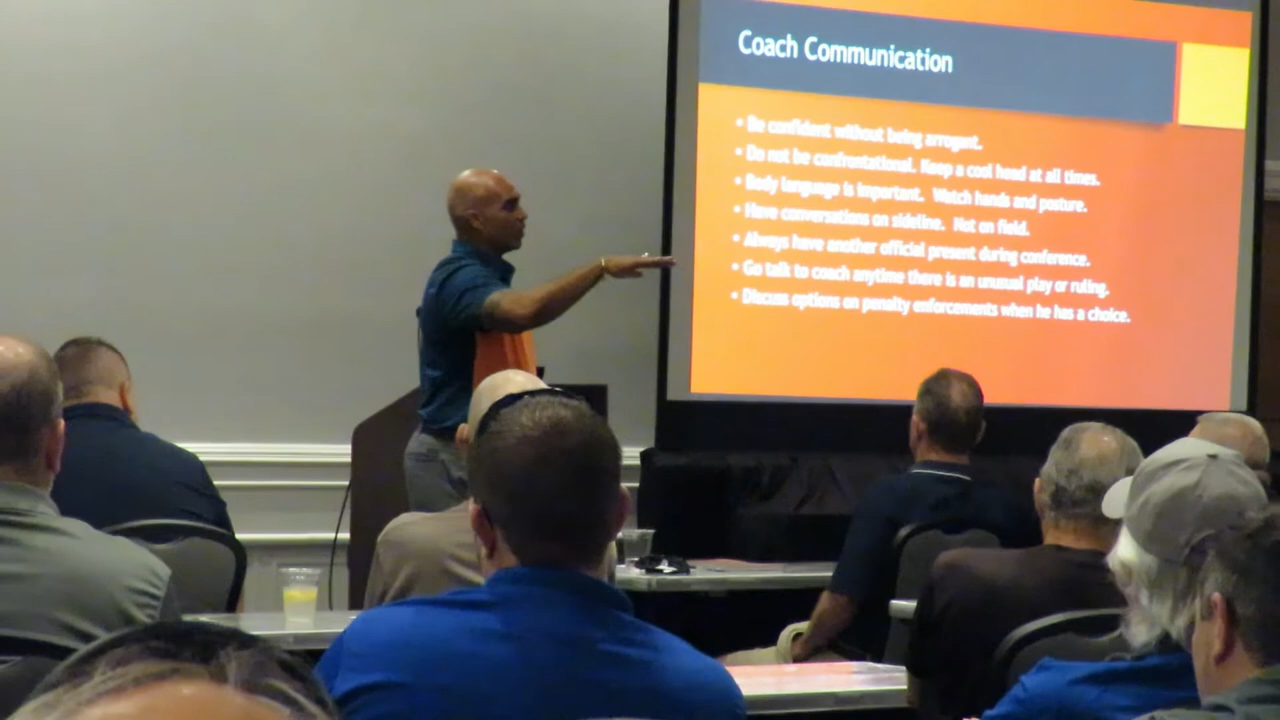 Coach Communication
• Be confident without being arrogant.
• Do not be confrontational. Keep a cool head at all times.
• Body language is important. Watch hands and posture.
• Have conversations on sideline. Not on field.
• Always have another official present during conference.
• Go talk to coach anytime there is an unusual play or ruling.
• Discuss options on penalty enforcements when he has a choice.